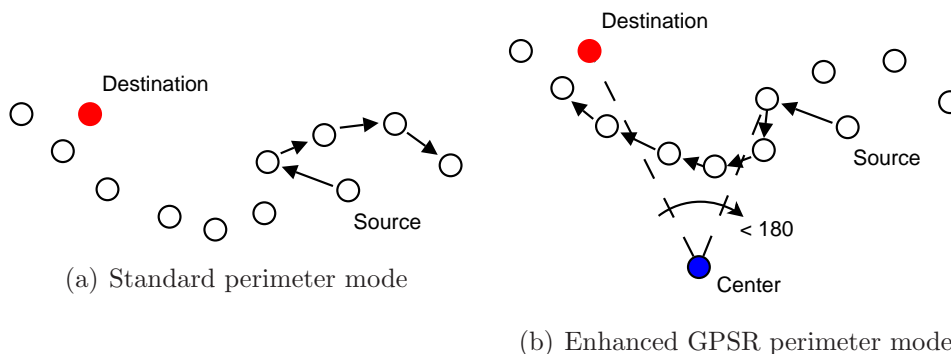 Destination
Source
(a) Standard perimeter mode
Destination
Source
< 180
Center
(b) Enhanced GPSR perimeter mode